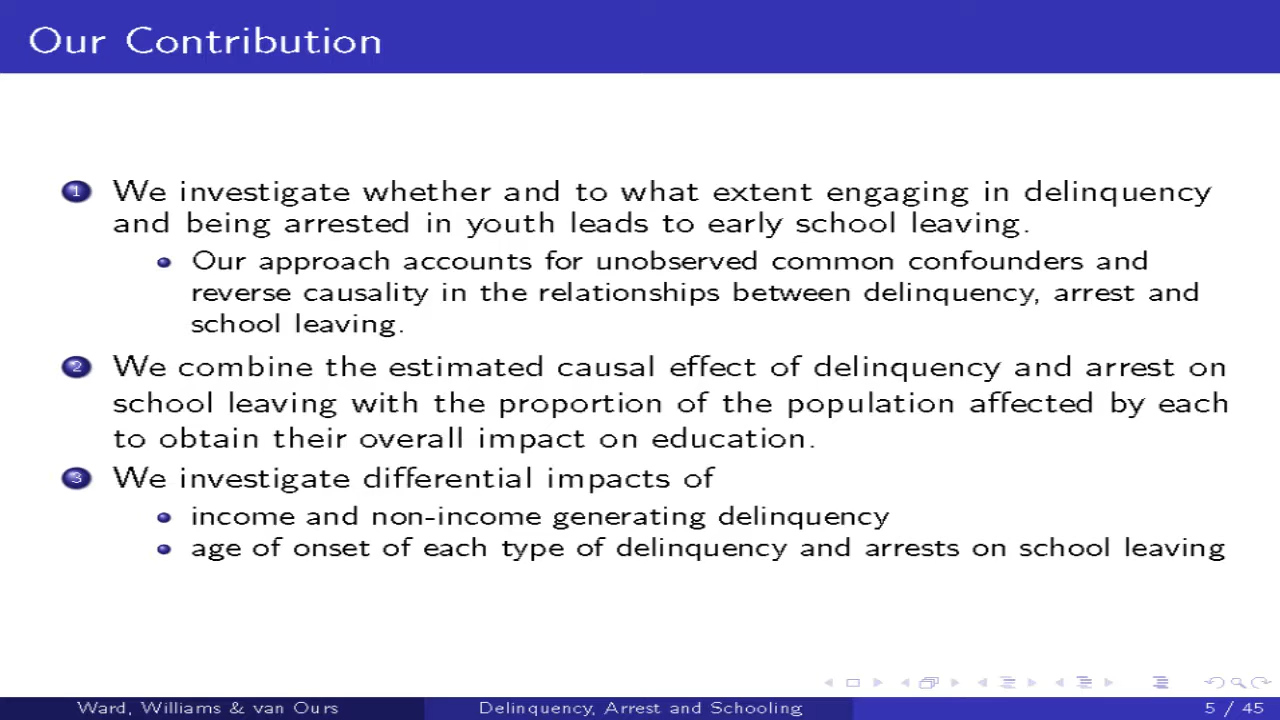 Our Contribution
1 We investigate whether and to what extent engaging in delinquency
and being arrested in youth leads to early school leaving.
Our approach accounts for unobserved common confounders and
reverse causality in the relationships between delinquency, arrest and
school leaving.
2 We combine the estimated causal effect of delinquency and arrest on
school leaving with the proportion of the population affected by each
to obtain their overall impact on education.
3 We investigate differential impacts of
income and non-income generating delinquency
age of onset of each type of delinquency and arrests on school leaving
Ward, Williams & van Ours
Delinquency, Arrest and Schooling
5 / 45